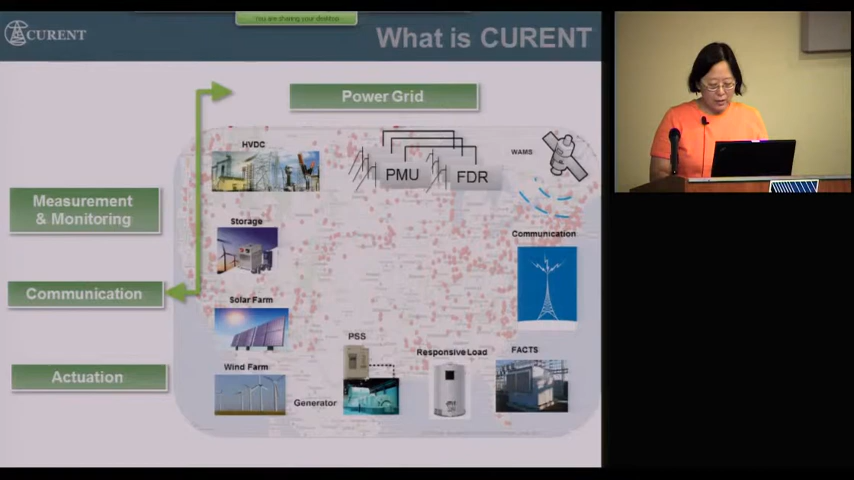 You are sharing your desktop
CURENT
What is CURENT
Power Grid
HVDC
PMU
FDR
WAMS
Measurement
& Monitoring
Storage
Communication
Communication
Solar Farm
PSS
Responsive Load
FACTS
Actuation
Wind Farm
Generator